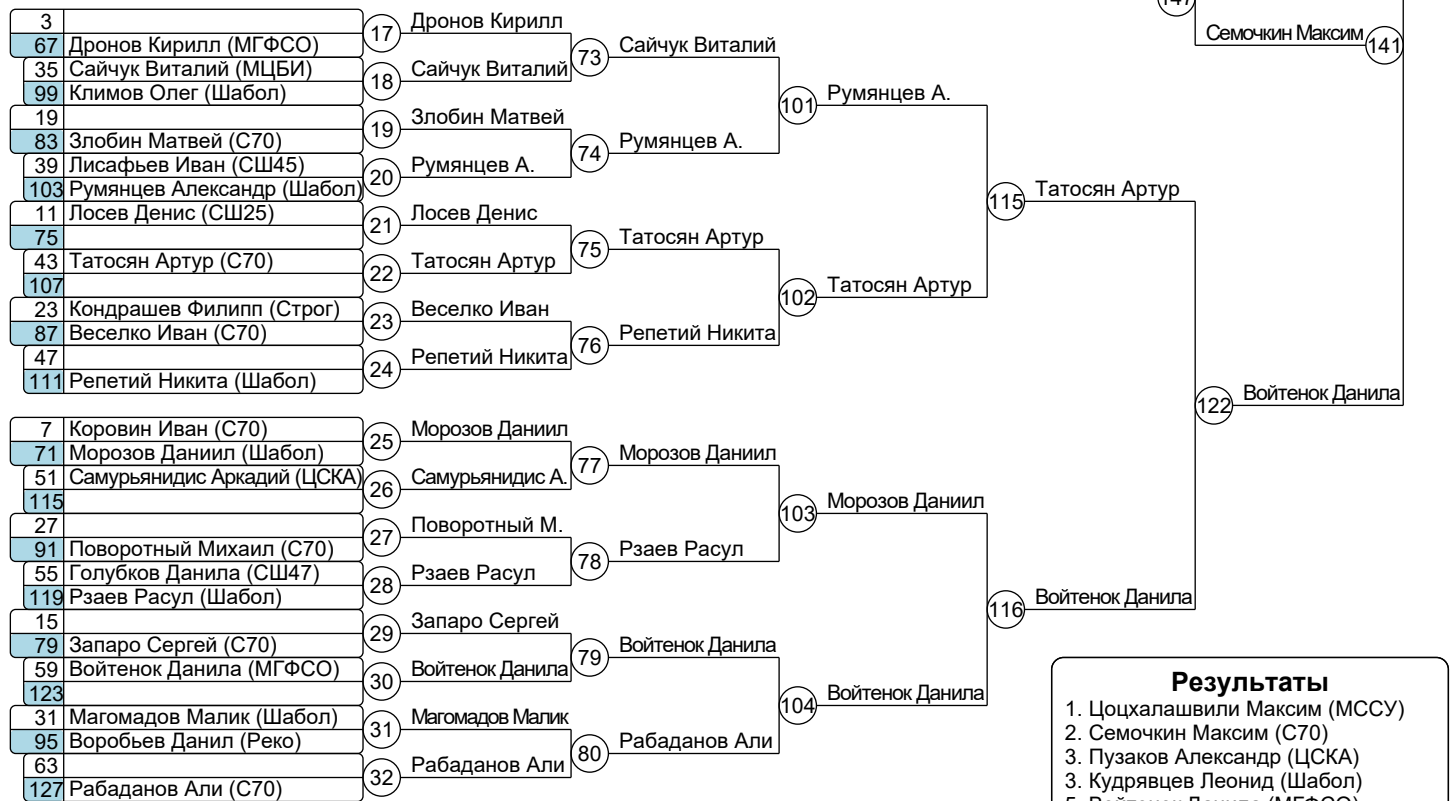 147
Семочкин Максим
141
3
67 Дронов Кирилл (МГФСО)
35 Сайчук Виталий (МЦБИ)
99 Климов Олег (Шабол)
19
83 Злобин Матвей (С70)
39 Лисафьев Иван (СШ45)
103 Румянцев Александр (Шабол)
11 Лосев Денис (СШ25)
75
43 Татосян Артур (С70)
107
23 Кондрашев Филипп (Строг)
87 Веселко Иван (С70)
47
111 Репетий Никита (Шабол)
17 Дронов Кирилл
18 Сайчук Виталий
19 Злобин Матвей
20 Румянцев А.
21 Лосев Денис
22 Татосян Артур
23 Веселко Иван
24 Репетий Никита
73 Сайчук Виталий
74 Румянцев А.
75 Татосян Артур
76 Репетий Никита
101 Румянцев А.
102 Татосян Артур
115 Татосян Артур
7 Коровин Иван (С70)
71 Морозов Даниил (Шабол)
51 Самурьянидис Аркадий (ЦСКА)
115
27
91 Поворотный Михаил (С70)
55 Голубков Данила (СШ47)
119 Рзаев Расул (Шабол)
15
79 Запаро Сергей (С70)
59 Войтенок Данила (МГФСО)
123
31 Магомадов Малик (Шабол)
95 Воробьев Данил (Реко)
63
127 Рабаданов Али (С70)
25 Морозов Даниил
26 Самурьянидис А.
27 Поворотный М.
28 Рзаев Расул
29 Запаро Сергей
30 Войтенок Данила
31 Магомадов Малик
32 Рабаданов Али
77 Морозов Даниил
78 Рзаев Расул
79 Войтенок Данила
80 Рабаданов Али
103 Морозов Даниил
104 Войтенок Данила
116 Войтенок Данила
122 Войтенок Данила
Результаты
1. Цоцхалашвили Максим (МССУ)
2. Семочкин Максим (С70)
3. Пузаков Александр (ЦСКА)
3. Кудрявцев Леонид (Шабол)
5. Войтенок Данила (МГФСО)